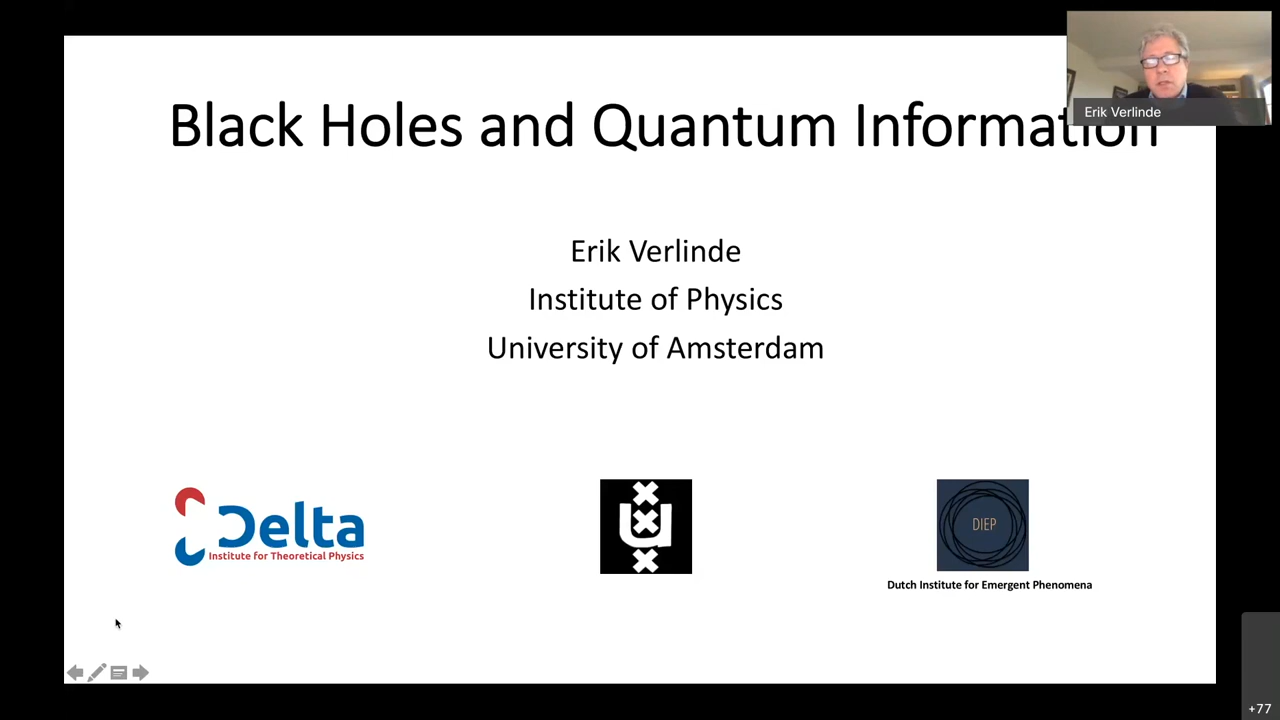 Black Holes and Quantum Information
Erik Verlinde
Erik Verlinde
Institute of Physics
University of Amsterdam
Delta
Institute for Theoretical Physics
U
DIEP
Dutch Institute for Emergent Phenomena
+77